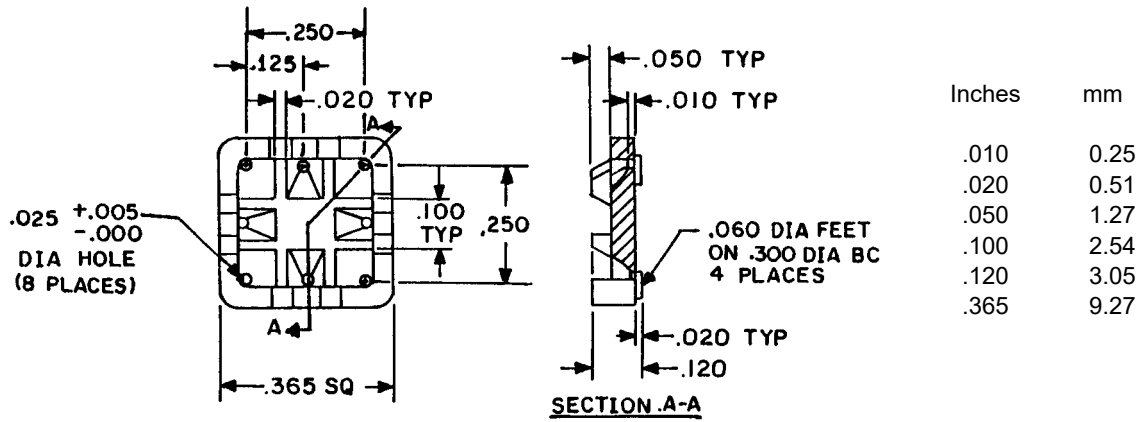 .250
.125
.020 TYP
A
.025 +.005
-.000
DIA HOLE
(8 PLACES)
.100
TYP
.250
A
.365 SQ
.050 TYP
.010 TYP
.060 DIA FEET
ON .300 DIA BC
4 PLACES
.020 TYP
.120
SECTION .A-A
Inches mm
.010 0.25
.020 0.51
.050 1.27
.100 2.54
.120 3.05
.365 9.27